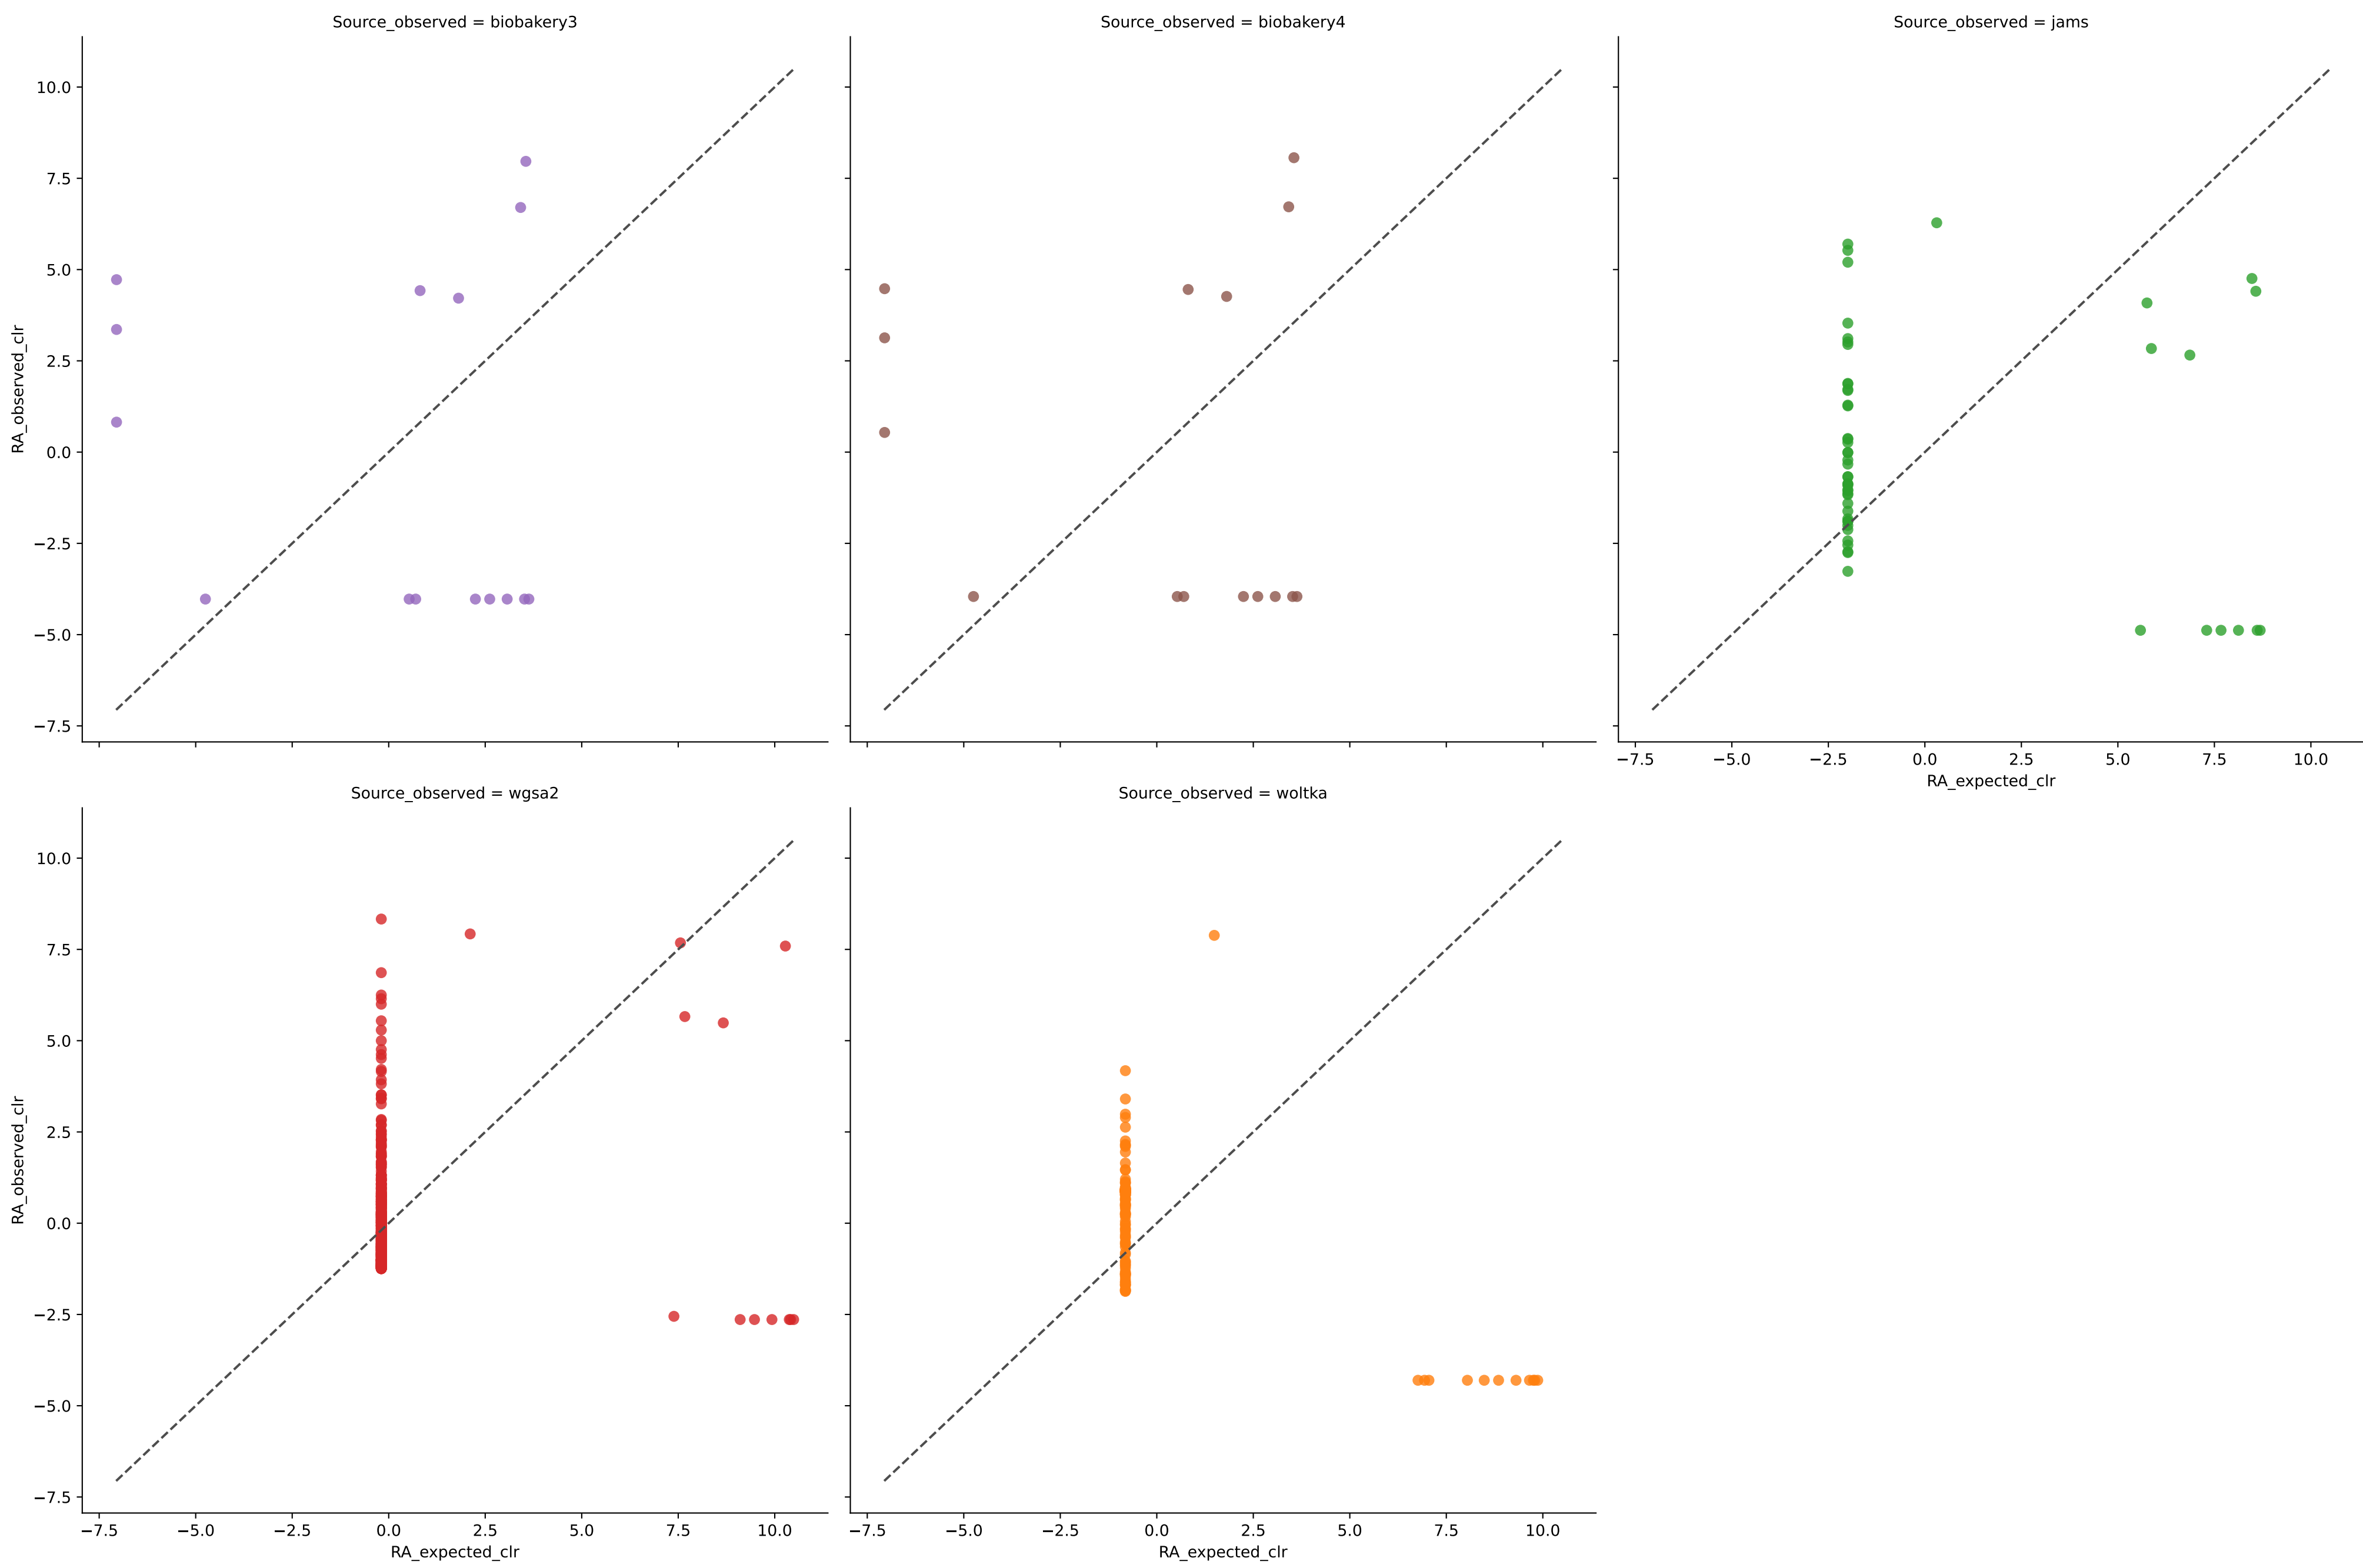 Source_observed = biobakery3
Source_observed = biobakery4
Source_observed = jams
10.0
7.5
5.0
2.5
0.0
−2.5
−5.0
−7.5
RA_observed_clr
−7.5 −5.0 −2.5 0.0 2.5 5.0 7.5 10.0
RA_expected_clr
Source_observed = wgsa2
Source_observed = woltka
10.0
7.5
5.0
2.5
0.0
−2.5
−5.0
−7.5
RA_observed_clr
−7.5 −5.0 −2.5 0.0 2.5 5.0 7.5 10.0
−7.5 −5.0 −2.5 0.0 2.5 5.0 7.5 10.0
RA_expected_clr
RA_expected_clr